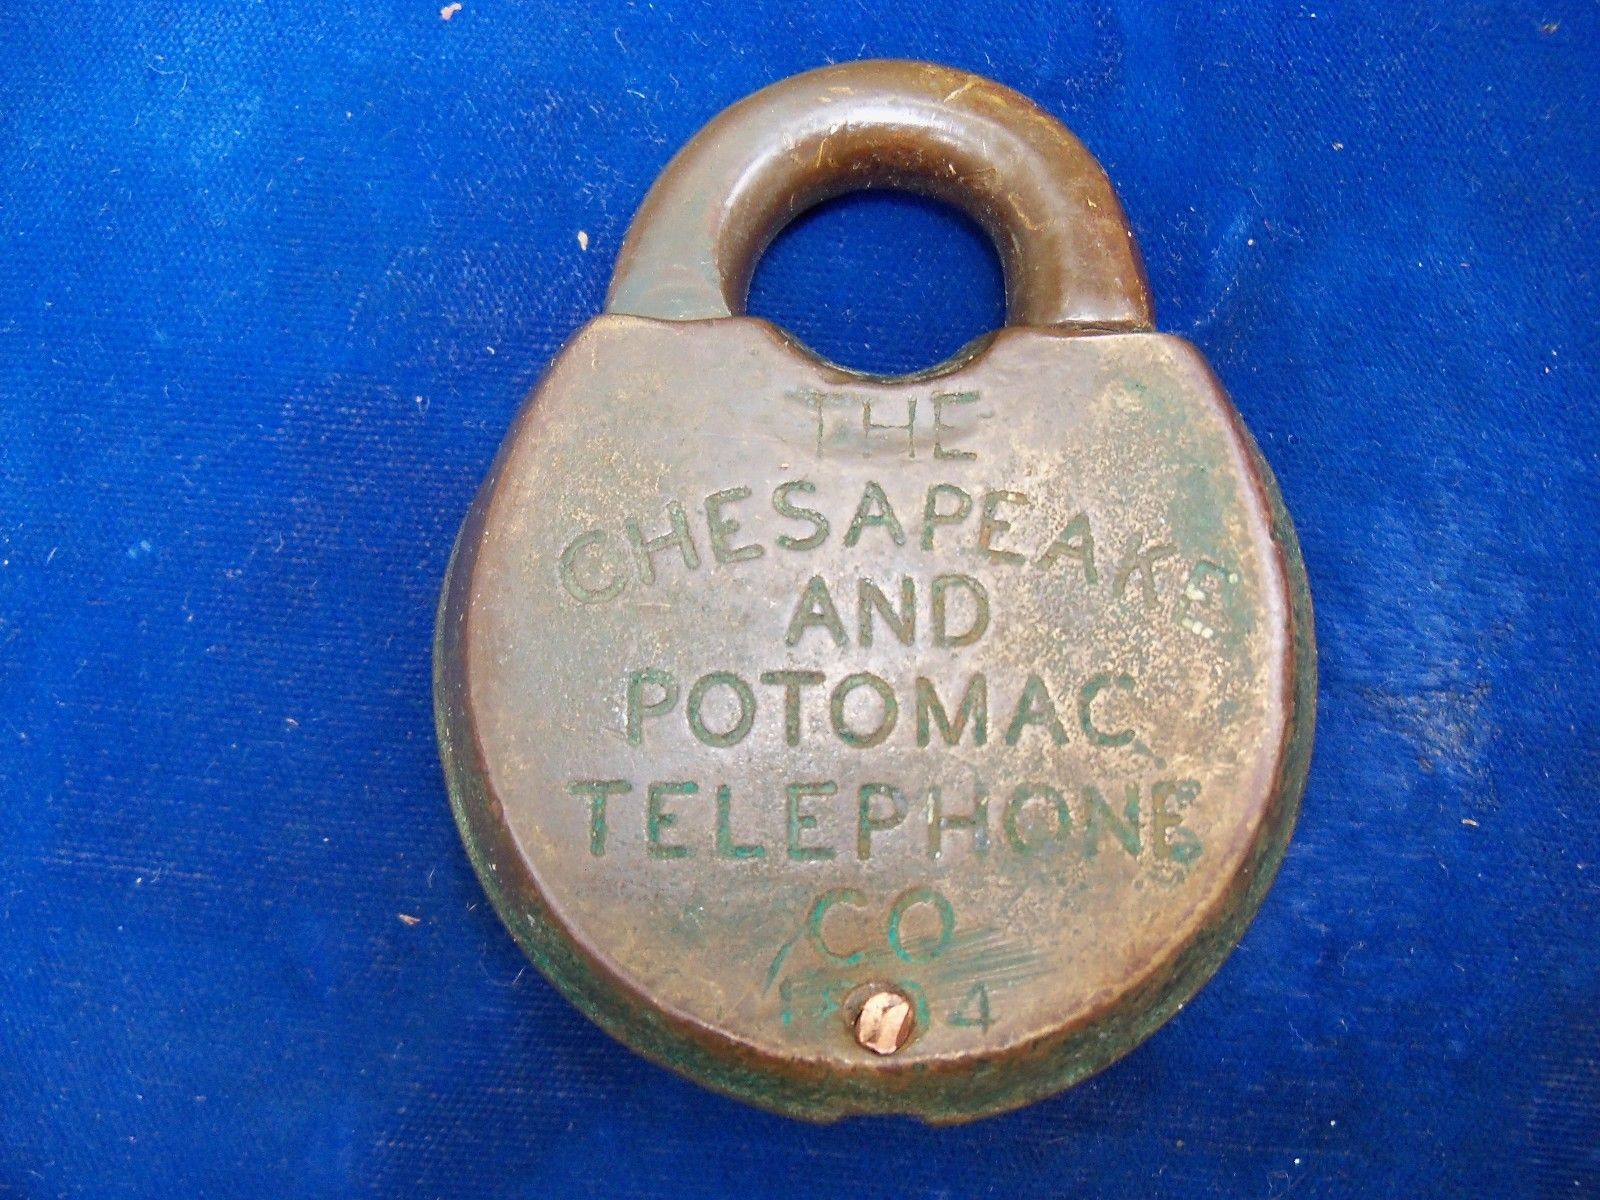 THE
CHESAPEAKE
AND
POTOMAC
TELEPHONE
CO